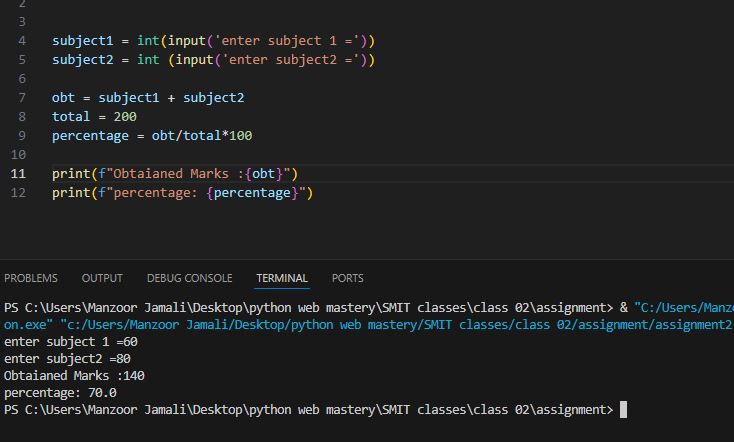 2
3
4 subject1 = int(input('enter subject 1 ='))
5 subject2 = int (input('enter subject2 ='))
6
7 obt = subject1 + subject2
8 total = 200
9 percentage = obt/total*100
10
11 print(f"Obtaianed Marks :{obt}")
12 print(f"percentage: {percentage}")
PROBLEMS OUTPUT DEBUG CONSOLE TERMINAL PORTS
PS C:\Users\Manzoor Jamali\Desktop\python web mastery\SMIT classes\class 02\assignment> & "C:/Users/Manzo
on.exe" "c:/Users/Manzoor Jamali/Desktop/python web mastery/SMIT classes/class 02/assignment/assignment2
enter subject 1 =60
enter subject2 =80
Obtaianed Marks :140
percentage: 70.0
PS C:\Users\Manzoor Jamali\Desktop\python web mastery\SMIT classes\class 02\assignment>